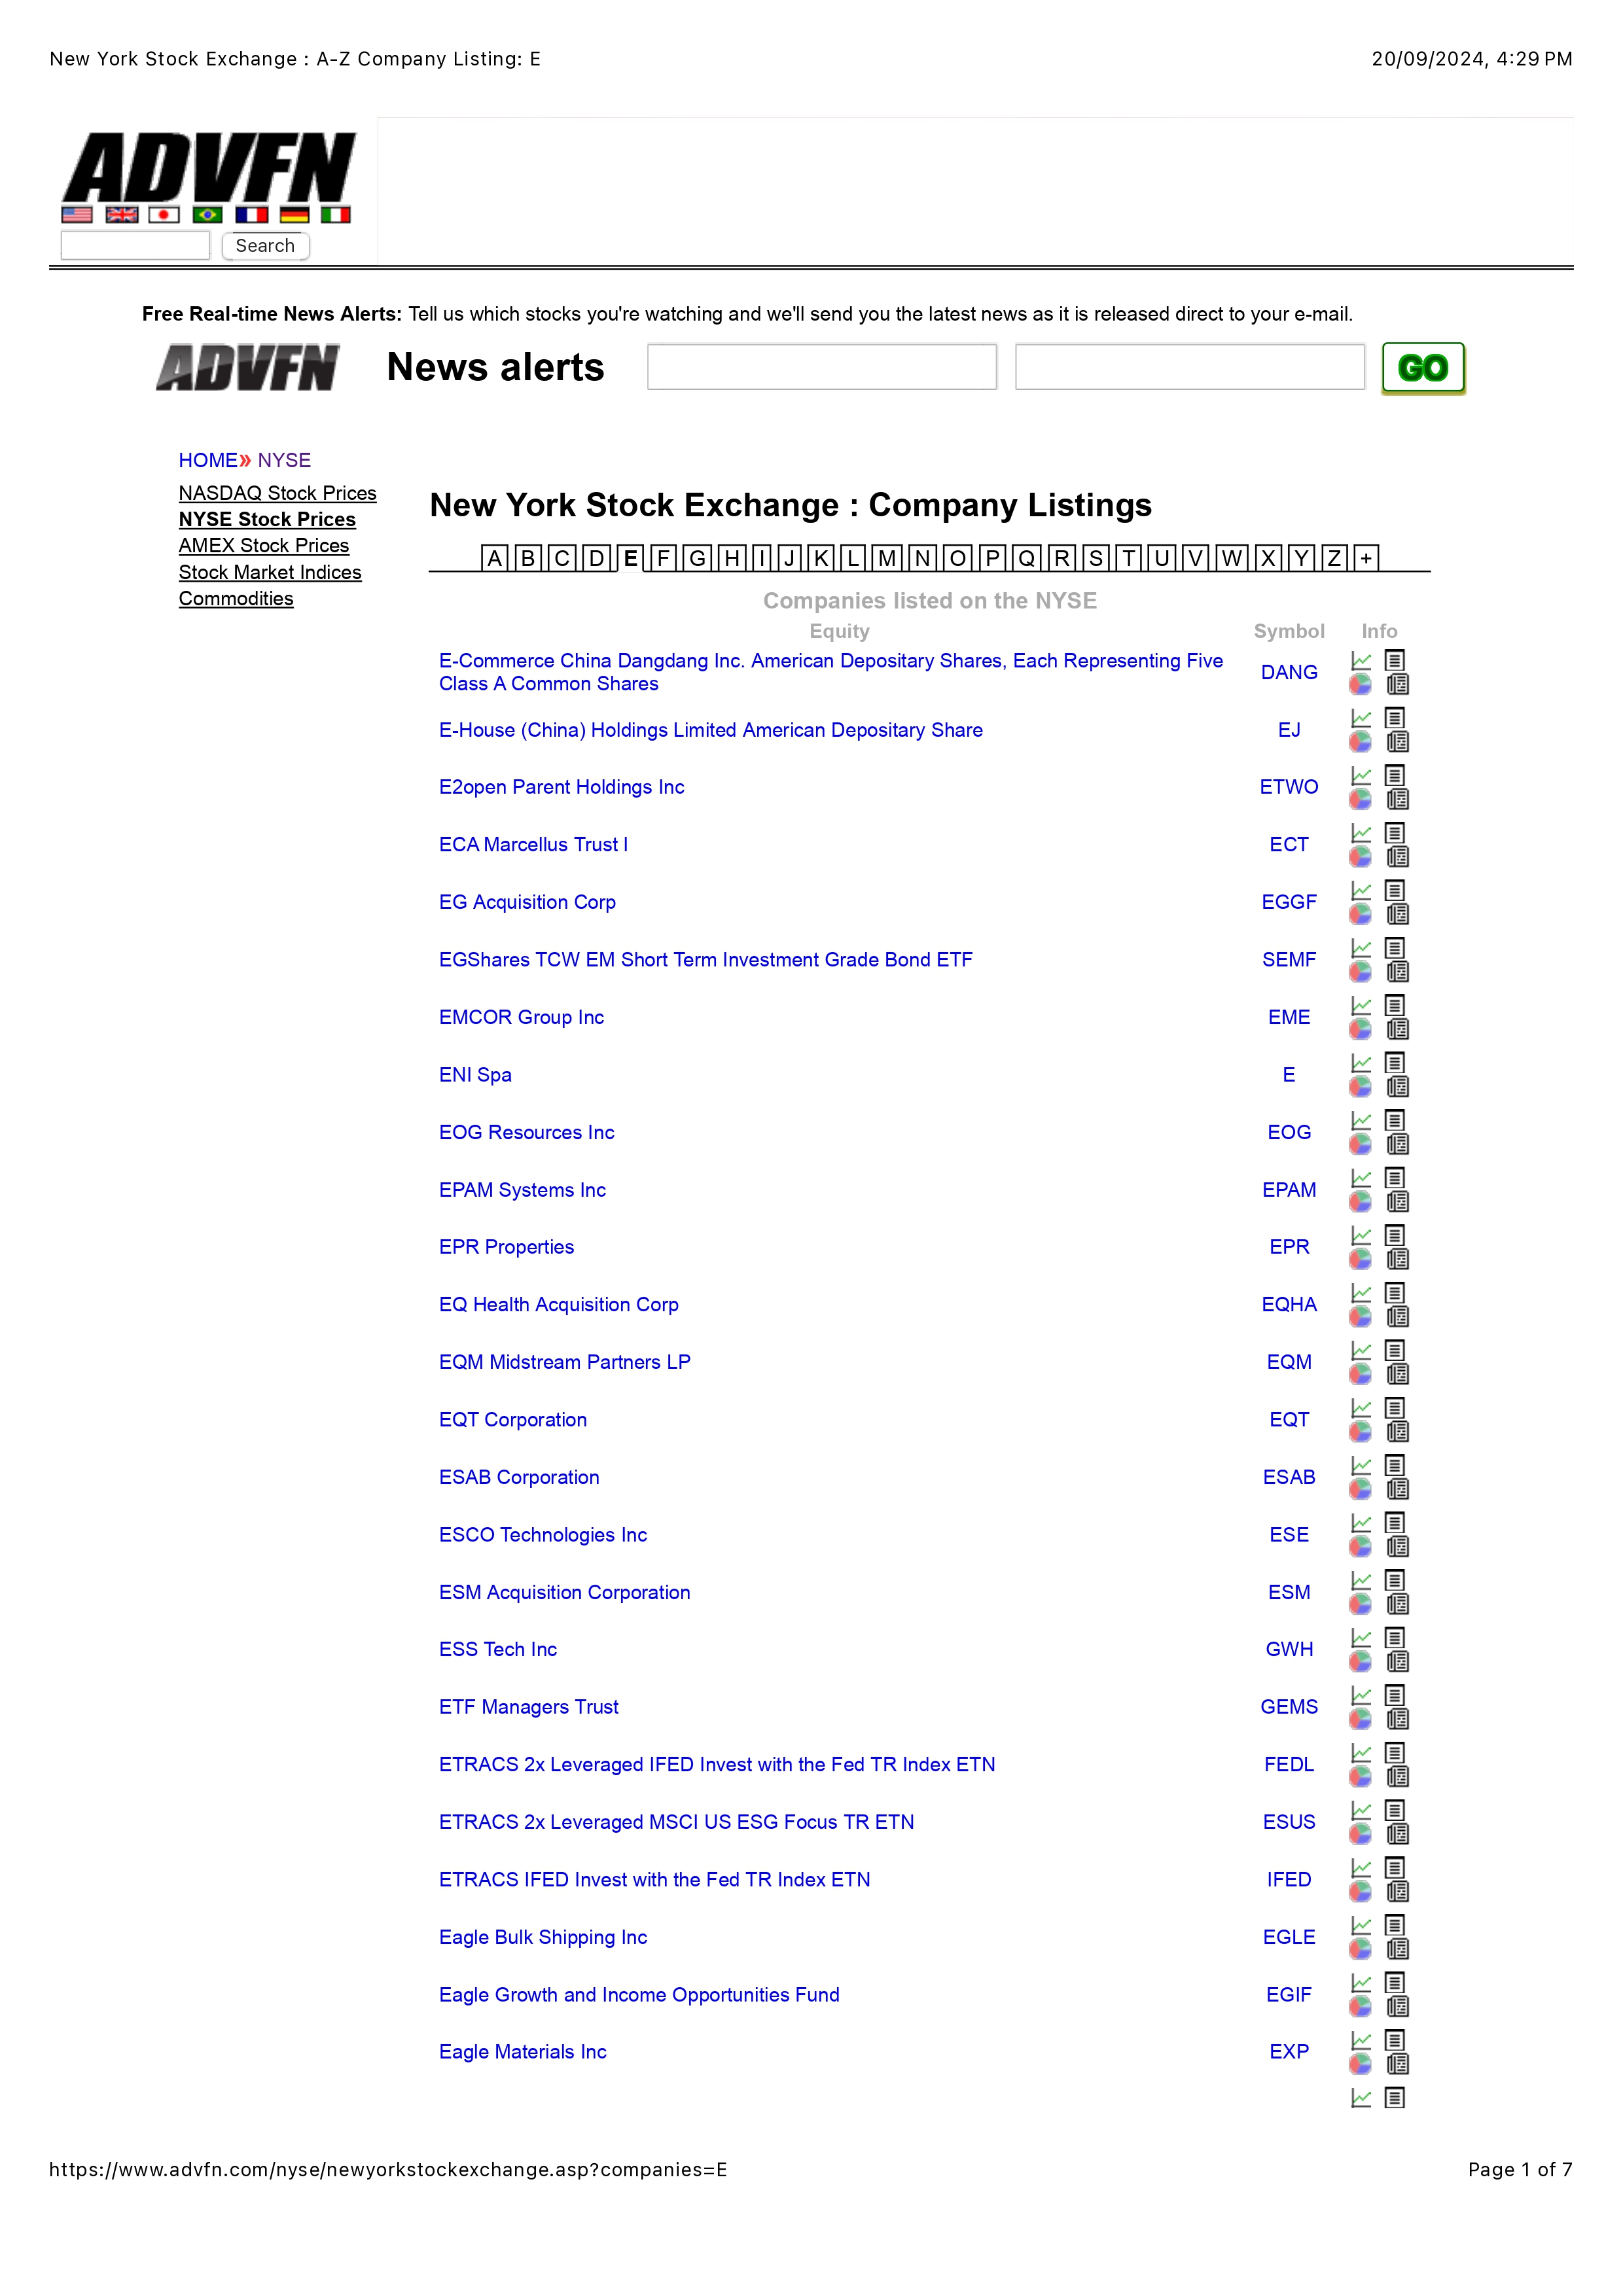 New York Stock Exchange : A-Z Company Listing: E
20/09/2024, 4:29 PM
ADVFN
Search
Free Real-time News Alerts: Tell us which stocks you're watching and we'll send you the latest news as it is released direct to your e-mail.
ADVFN News alerts GO
HOME» NYSE
NASDAQ Stock Prices
NYSE Stock Prices
AMEX Stock Prices
Stock Market Indices
Commodities
New York Stock Exchange : Company Listings
A B C D E F G H I J K L M N O P Q R S T U V W X Y Z +
Companies listed on the NYSE
Equity Symbol Info
E-Commerce China Dangdang Inc. American Depositary Shares, Each Representing Five
Class A Common Shares DANG
E-House (China) Holdings Limited American Depositary Share EJ
E2open Parent Holdings Inc ETWO
ECA Marcellus Trust I ECT
EG Acquisition Corp EGGF
EGShares TCW EM Short Term Investment Grade Bond ETF SEMF
EMCOR Group Inc EME
ENI Spa E
EOG Resources Inc EOG
EPAM Systems Inc EPAM
EPR Properties EPR
EQ Health Acquisition Corp EQHA
EQM Midstream Partners LP EQM
EQT Corporation EQT
ESAB Corporation ESAB
ESCO Technologies Inc ESE
ESM Acquisition Corporation ESM
ESS Tech Inc GWH
ETF Managers Trust GEMS
ETRACS 2x Leveraged IFED Invest with the Fed TR Index ETN FEDL
ETRACS 2x Leveraged MSCI US ESG Focus TR ETN ESUS
ETRACS IFED Invest with the Fed TR Index ETN IFED
Eagle Bulk Shipping Inc EGLE
Eagle Growth and Income Opportunities Fund EGIF
Eagle Materials Inc EXP
https://www.advfn.com/nyse/newyorkstockexchange.asp?companies=E
Page 1 of 7